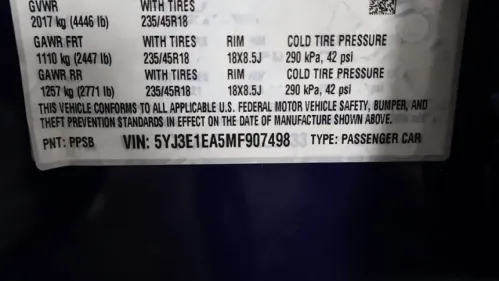 GVWR WITH TIRES
2017 kg (4446 lb) 235/45R18
GAWR FRT WITH TIRES RIM COLD TIRE PRESSURE
1110 kg (2447 lb) 235/45R18 18X8.5J 290 kPa, 42 psi
GAWR RR WITH TIRES RIM COLD TIRE PRESSURE
1257 kg (2771 lb) 235/45R18 18X8.5J 290 kPa, 42 psi
THIS VEHICLE CONFORMS TO ALL APPLICABLE U.S. FEDERAL MOTOR VEHICLE SAFETY, BUMPER, AND
THEFT PREVENTION STANDARDS IN EFFECT ON THE DATE OF MANUFACTURE SHOWN ABOVE.
PNT: PPSB VIN: 5YJ3E1EA5MF907498 TYPE: PASSENGER CAR